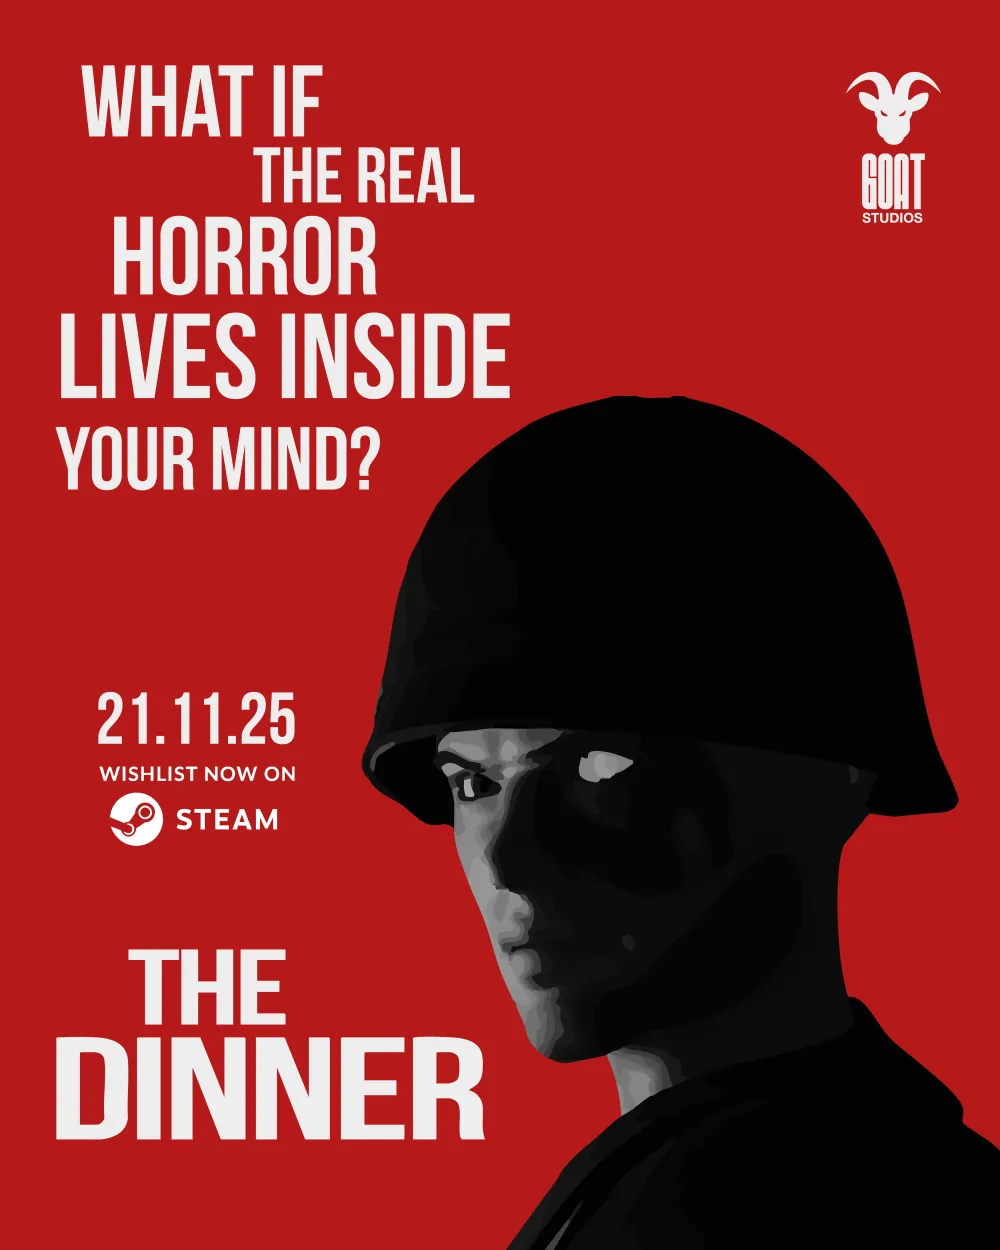 WHAT IF
THE REAL
HORROR
LIVES INSIDE
YOUR MIND?
GOAT
STUDIOS
21.11.25
WISHLIST NOW ON
STEAM
THE
DINNER